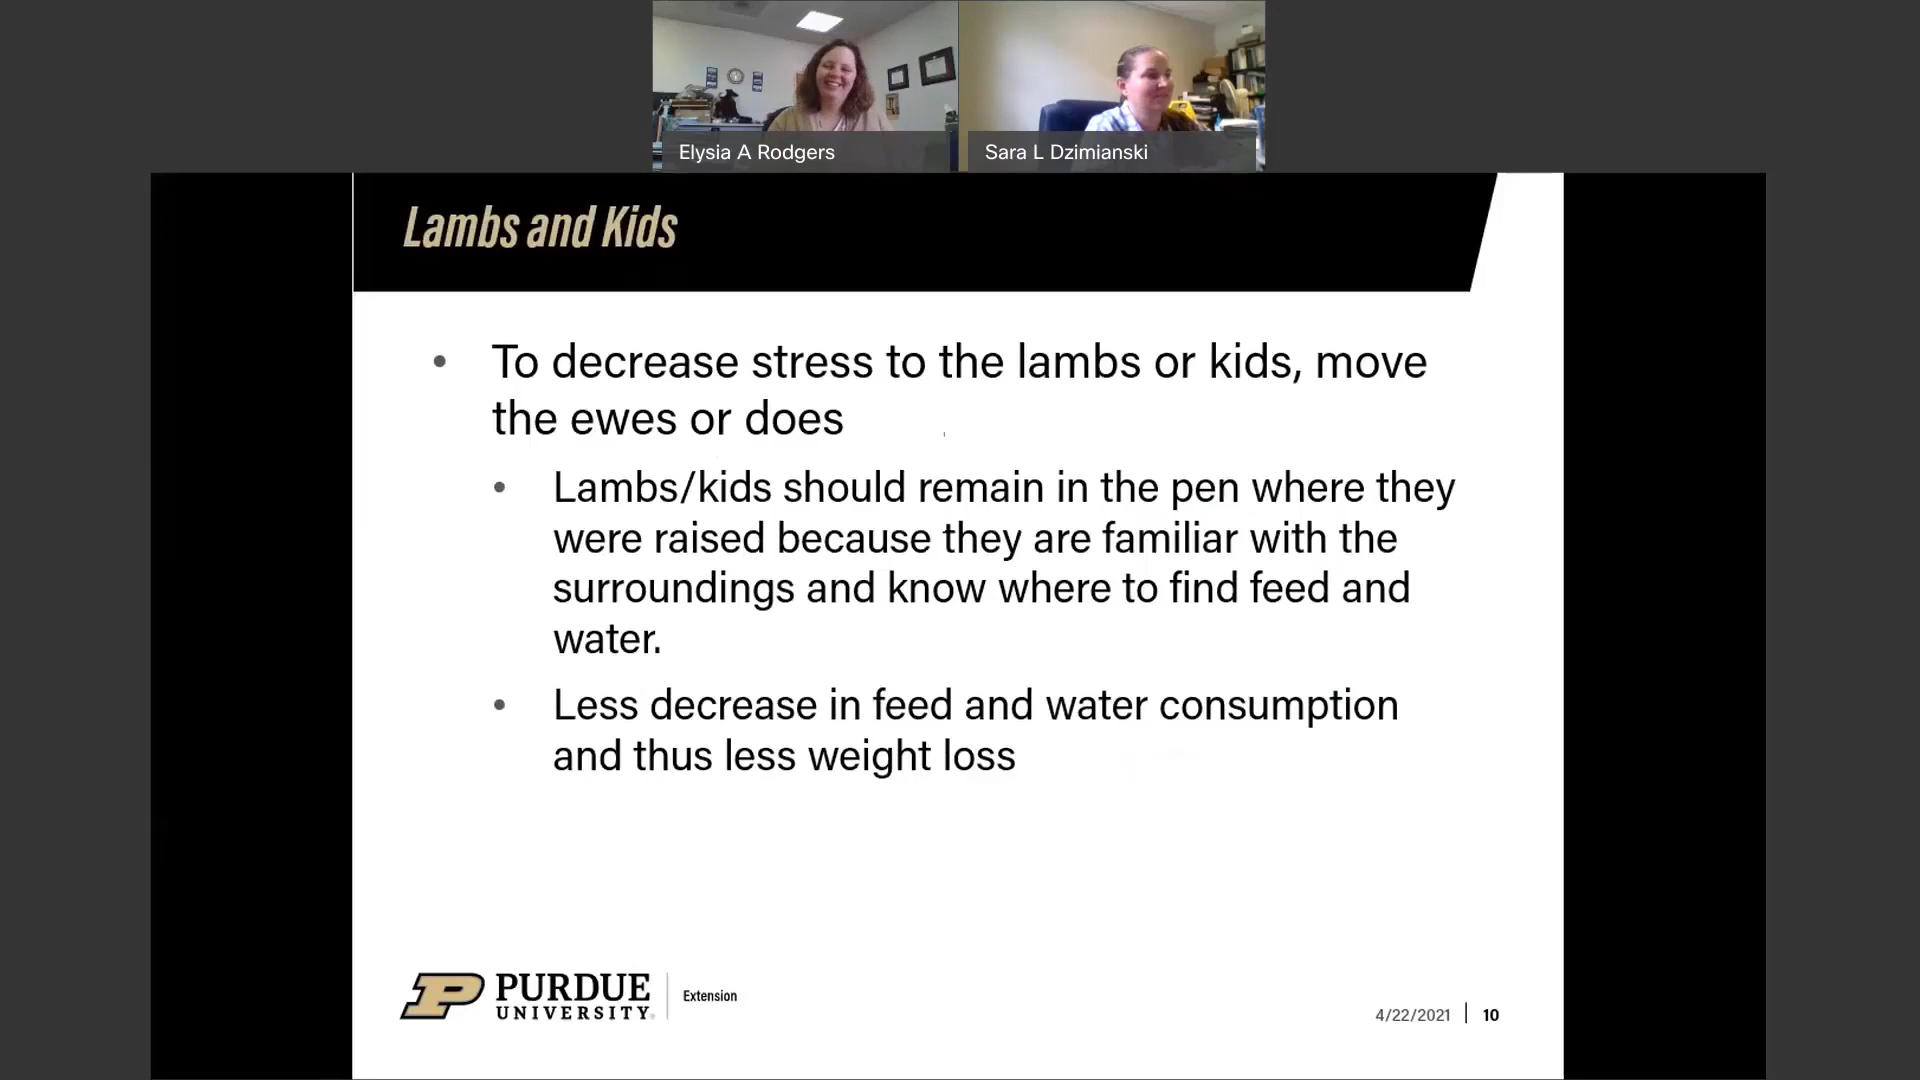 Elysia A Rodgers
Sara L Dzimianski
Lambs and Kids
• To decrease stress to the lambs or kids, move
the ewes or does
• Lambs/kids should remain in the pen where they
were raised because they are familiar with the
surroundings and know where to find feed and
water.
• Less decrease in feed and water consumption
and thus less weight loss
PURDUE
UNIVERSITY
Extension
4/22/2021 | 10